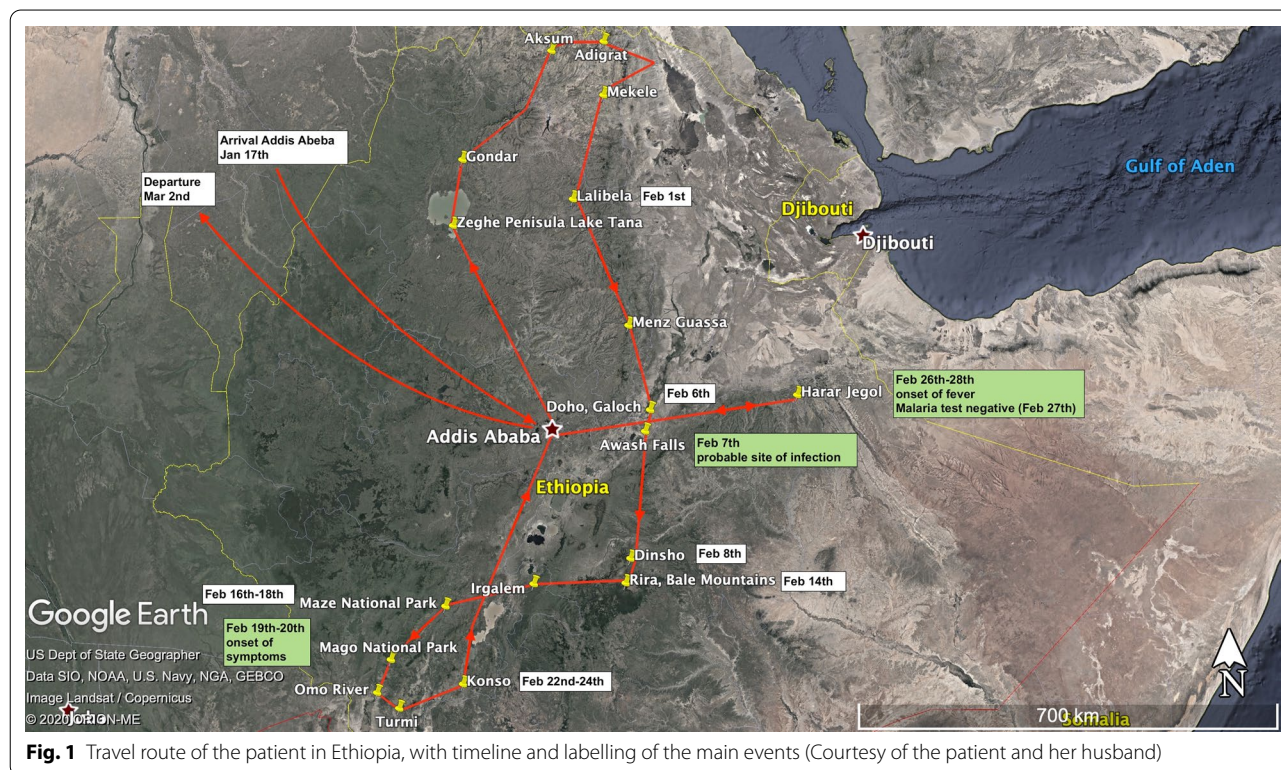 Aksum
Adigrat
Mekele
Arrival Addis Abeba
Jan 17th
Gondar
Departure
Mar 2nd
Lalibela
Feb 1st
Zeghe Penisula Lake Tana
Gulf of Aden
Djibouti
Djibouti
Menz Guassa
Doho, Galoch
Feb 6th
Harar Jegol
Feb 26th-28th
onset of fever
Malaria test negative (Feb 27th)
Addis Ababa
Awash Falls
Feb 7th
probable site of infection
Ethiopia
Dinsho
Feb 8th
Rira, Bale Mountains
Feb 14th
Irgalem
Feb 16th-18th
Maze National Park
Google Earth
Feb 19th-20th
onset of
symptoms
Mago National Park
US Dept of State Geographer
Data SIO, NOAA, U.S. Navy, NGA, GEBCO
Image Landsat / Copernicus
© 2020 ORION-ME
Omo River
Konso
Feb 22nd-24th
Turmi
N
700 km
Somalia
Fig. 1 Travel route of the patient in Ethiopia, with timeline and labelling of the main events (Courtesy of the patient and her husband)